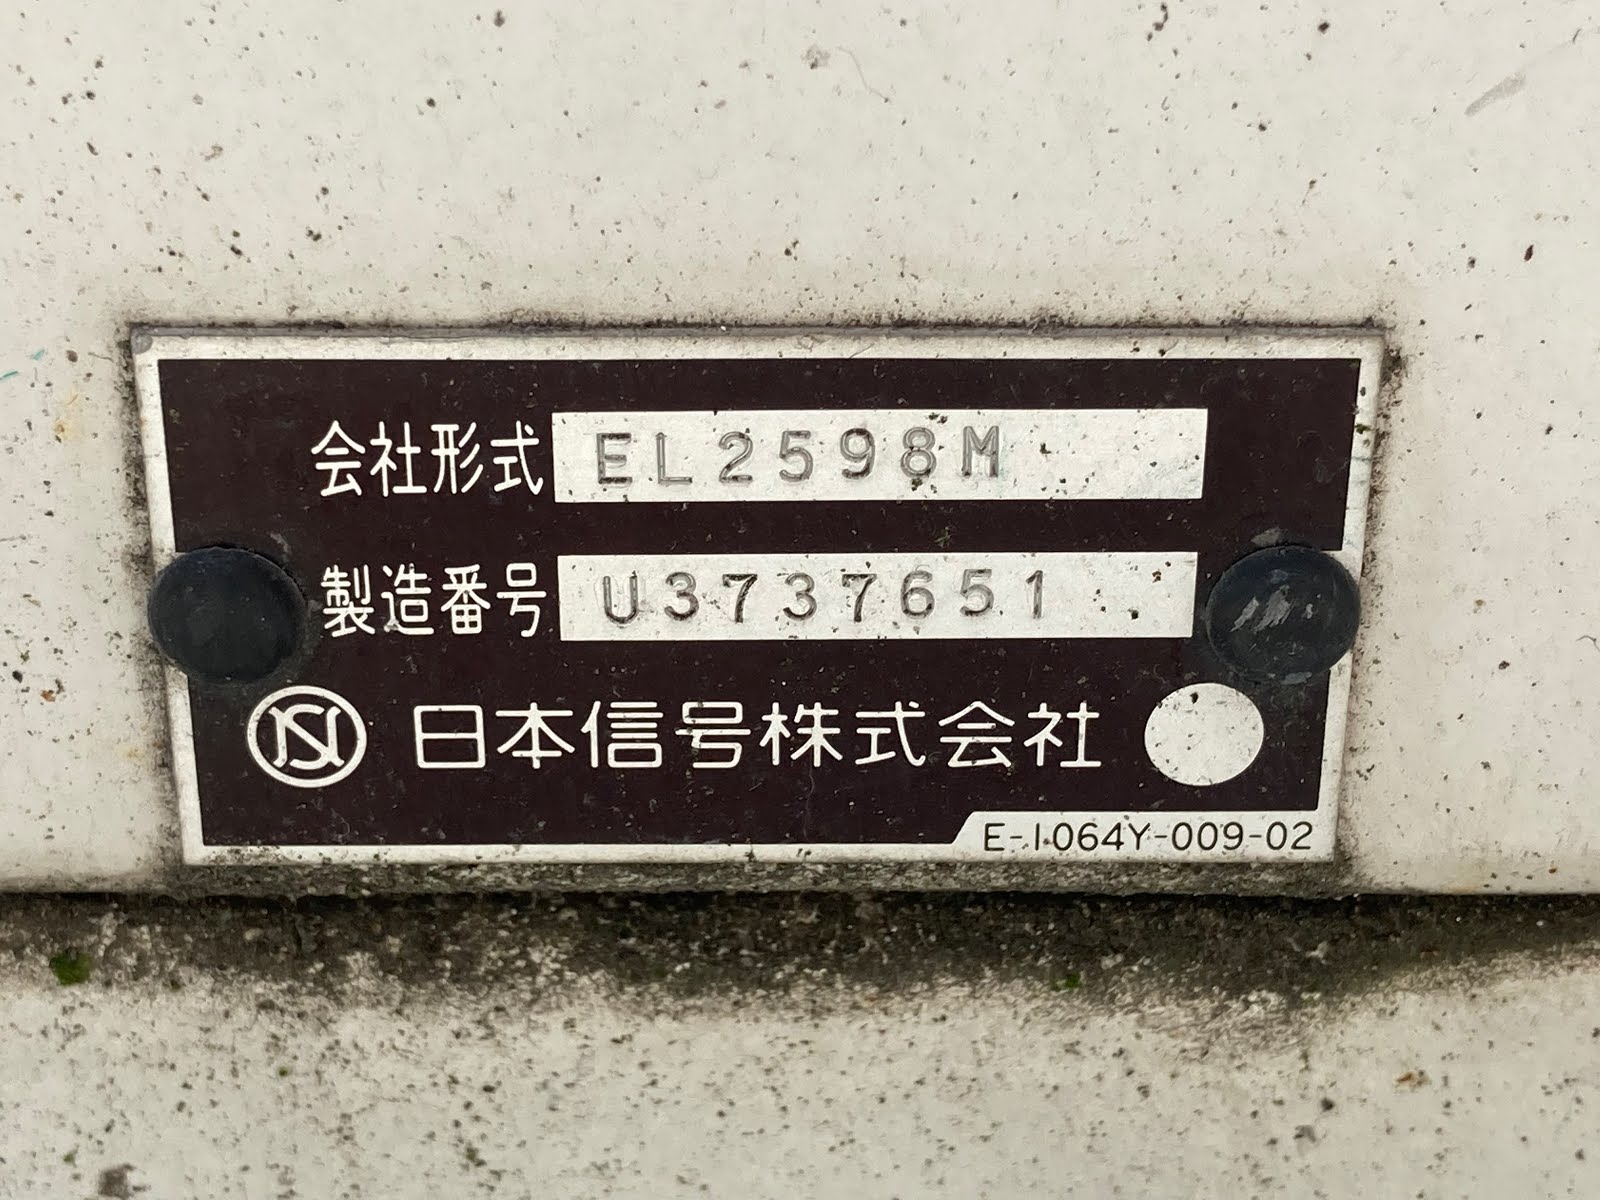 会社形式 EL2598M
製造番号 U3737651
NS 日本信号株式会社
E-1064Y-009-02